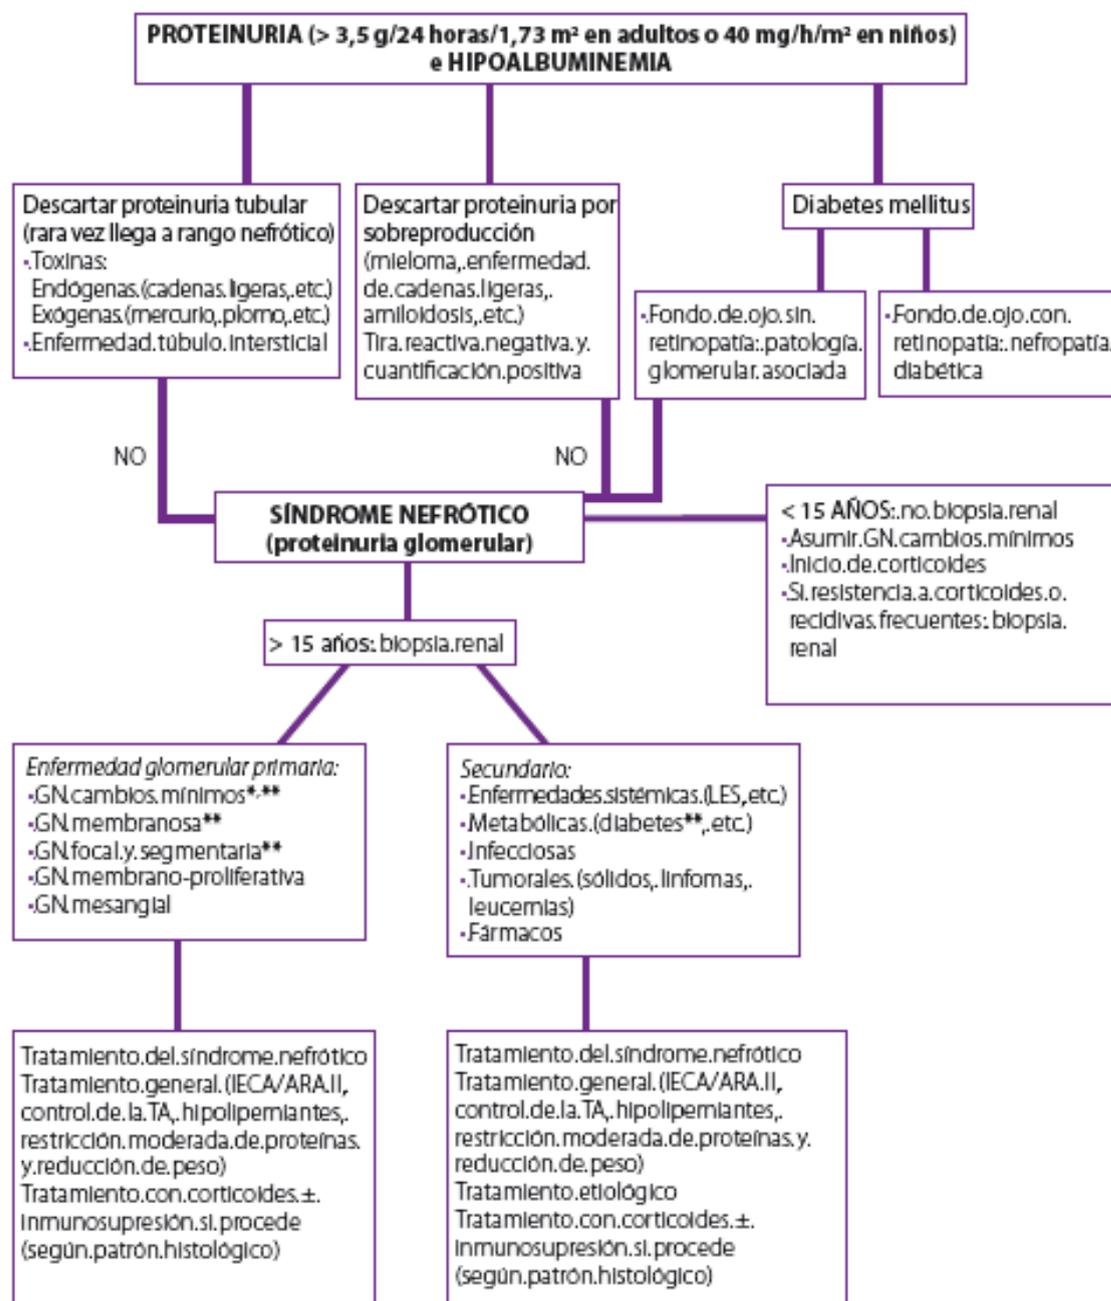 PROTEINURIA (> 3,5 g/24 horas/1,73 m² en adultos o 40 mg/h/m² en niños)
e HIPOALBUMINEMIA
Descartar proteinuria tubular
(rara vez llega a rango nefrótico)
•.Toxinas:
Endógenas.(cadenas.ligeras,.etc.)
Exógenas.(mercurio,.plomo,.etc.)
•.Enfermedad.túbulo.intersticial
Descartar proteinuria por
sobreproducción
(mieloma,.enfermedad.
de.cadenas.ligeras,.
amiloidosis,.etc.)
Tira.reactiva.negativa.y.
cuantificación.positiva
Diabetes mellitus
•.Fondo.de.ojo.sin.
retinopatía:.patología.
glomerular.asociada
•.Fondo.de.ojo.con.
retinopatía:.nefropatía.
diabética
NO
NO
SÍNDROME NEFRÓTICO
(proteinuria glomerular)
< 15 AÑOS:.no.biopsia.renal
•.Asumir.GN.cambios.mínimos
•.Inicio.de.corticoides
•.Si.resistencia.a.corticoides.o.
recidivas.frecuentes:.biopsia.
renal
> 15 años:.biopsia.renal
Enfermedad glomerular primaria:
•.GN.cambios.mínimos*,**
•.GN.membranosa**
•.GN.focal.y.segmentaria**
•.GN.membrano-proliferativa
•.GN.mesangial
Secundario:
•.Enfermedades.sistémicas.(LES,.etc.)
•.Metabólicas.(diabetes**,.etc.)
•.Infecciosas
•.Tumorales.(sólidos,.linfomas,.
leucemias)
•.Fármacos
Tratamiento.del.síndrome.nefrótico
Tratamiento.general.(IECA/ARA.II,.
control.de.la.TA,.hipolipemiantes,.
restricción.moderada.de.proteínas.
y.reducción.de.peso)
Tratamiento.con.corticoides.±.
inmunosupresión.si.procede
(según.patrón.histológico)
Tratamiento.del.síndrome.nefrótico
Tratamiento.general.(IECA/ARA.II,.
control.de.la.TA,.hipolipemiantes,.
restricción.moderada.de.proteínas.y.
reducción.de.peso)
Tratamiento.etiológico
Tratamiento.con.corticoides.±.
inmunosupresión.si.procede
(según.patrón.histológico)